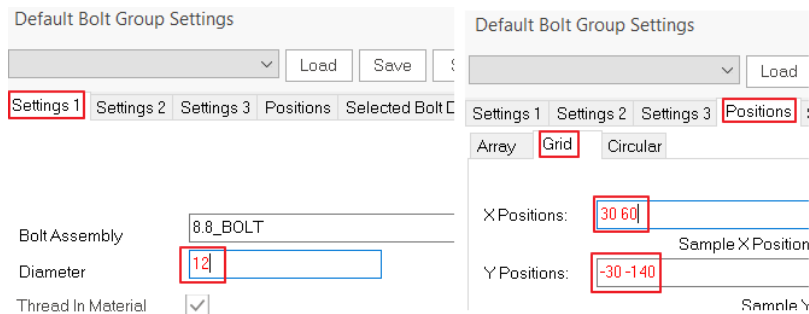 Default Bolt Group Settings
Load Save
Settings 1 Settings 2 Settings 3 Positions Selected Bolt
Bolt Assembly 8.8_BOLT
Diameter 12
Thread In Material
Default Bolt Group Settings
Load
Settings 1 Settings 2 Settings 3 Positions
Array Grid Circular
X Positions: 30 60
Sample X Position
Y Positions: -30 -140
Sample Y